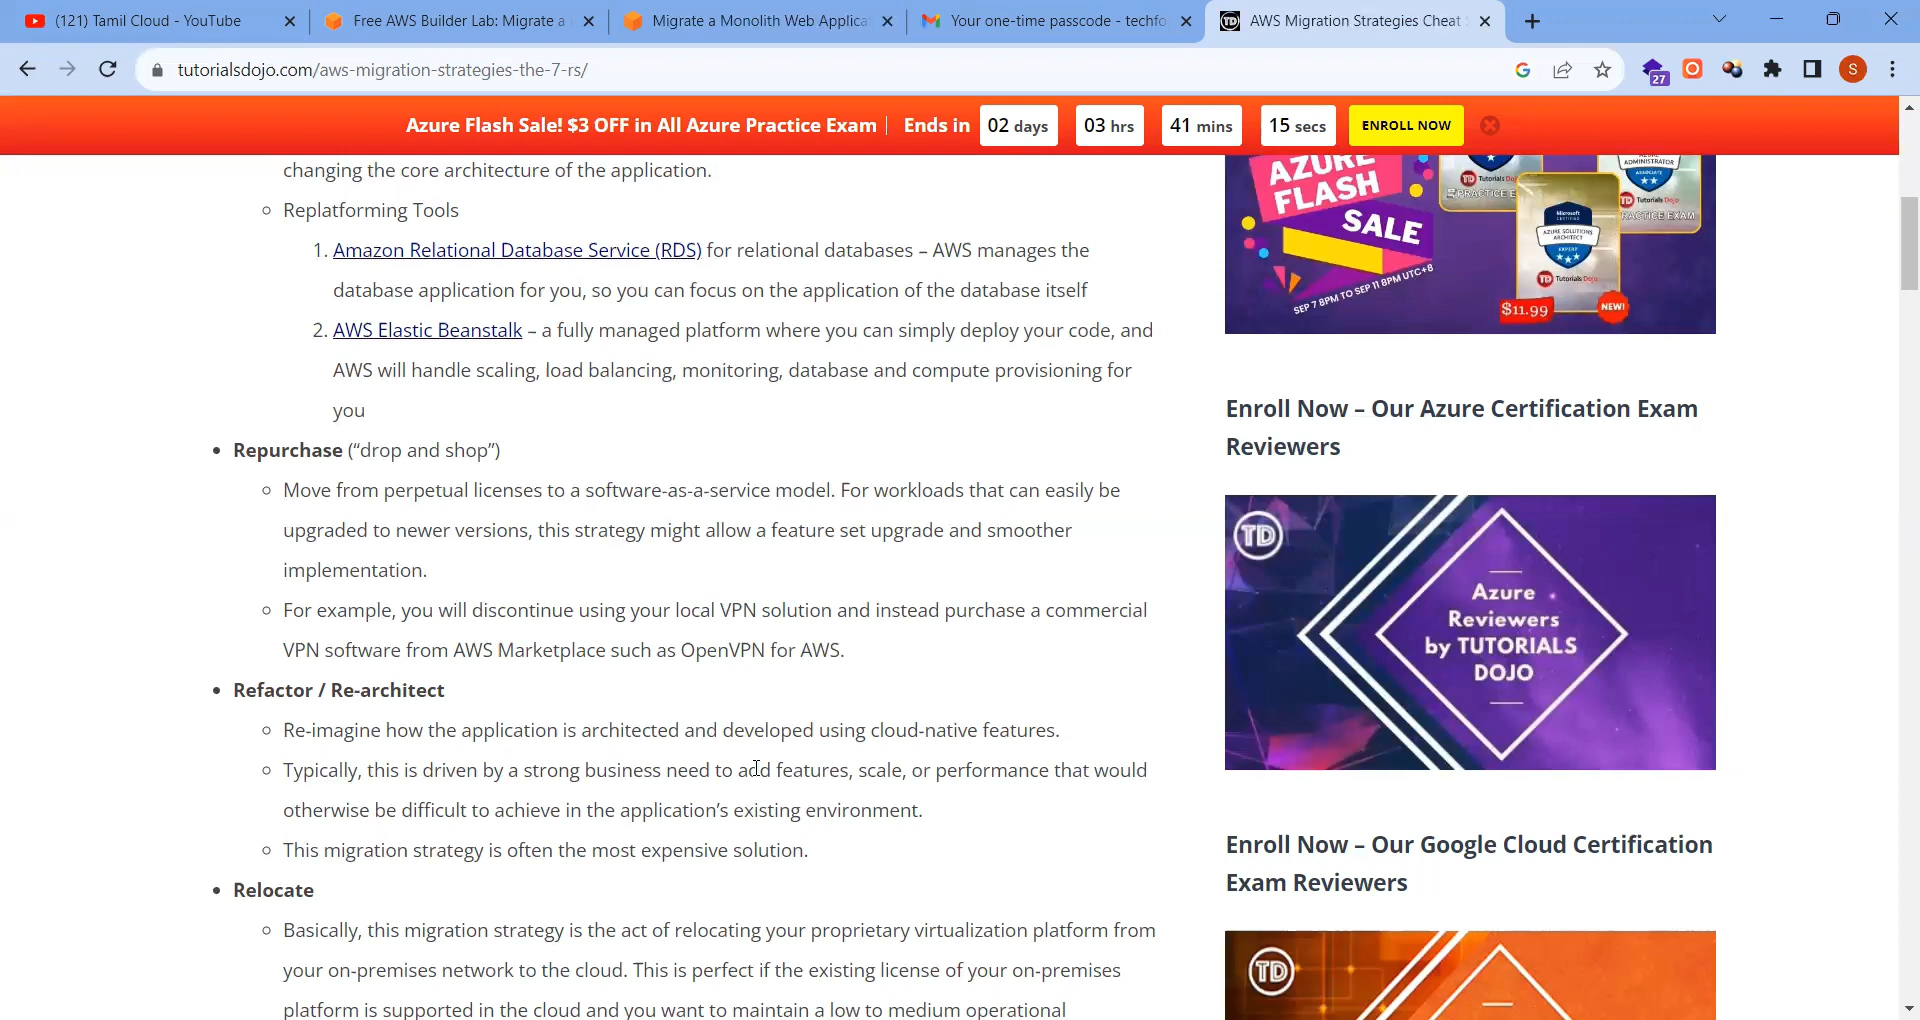 (121) Tamil Cloud - YouTube
Free AWS Builder Lab: Migrate a
Migrate a Monolith Web Applica
Your one-time passcode - techfo
AWS Migration Strategies Cheat
tutorialsdojo.com/aws-migration-strategies-the-7-rs/
27
S
Azure Flash Sale! $3 OFF in All Azure Practice Exam | Ends in 02 days 03 hrs 41 mins 15 secs ENROLL NOW
changing the core architecture of the application.
Replatforming Tools
1. Amazon Relational Database Service (RDS) for relational databases – AWS manages the
database application for you, so you can focus on the application of the database itself
2. AWS Elastic Beanstalk – a fully managed platform where you can simply deploy your code, and
AWS will handle scaling, load balancing, monitoring, database and compute provisioning for
you
Repurchase (“drop and shop”)
Move from perpetual licenses to a software-as-a-service model. For workloads that can easily be
upgraded to newer versions, this strategy might allow a feature set upgrade and smoother
implementation.
For example, you will discontinue using your local VPN solution and instead purchase a commercial
VPN software from AWS Marketplace such as OpenVPN for AWS.
Refactor / Re-architect
Re-imagine how the application is architected and developed using cloud-native features.
Typically, this is driven by a strong business need to add features, scale, or performance that would
otherwise be difficult to achieve in the application’s existing environment.
This migration strategy is often the most expensive solution.
Relocate
Basically, this migration strategy is the act of relocating your proprietary virtualization platform from
your on-premises network to the cloud. This is perfect if the existing license of your on-premises
platform is supported in the cloud and you want to maintain a low to medium operational
AZURE
FLASH
SALE
SEP 7 8PM TO SEP 11 8PM UTC+8
Tutorials Dojo
ADMINISTRATOR
ASSOCIATE
Tutorials Dojo
Microsoft
CERTIFIED
AZURE SOLUTIONS
ARCHITECT
EXPERT
Tutorials Dojo
$11.99
NEW!
Enroll Now – Our Azure Certification Exam
Reviewers
TD
Azure
Reviewers
by TUTORIALS
DOJO
Enroll Now – Our Google Cloud Certification
Exam Reviewers
TD